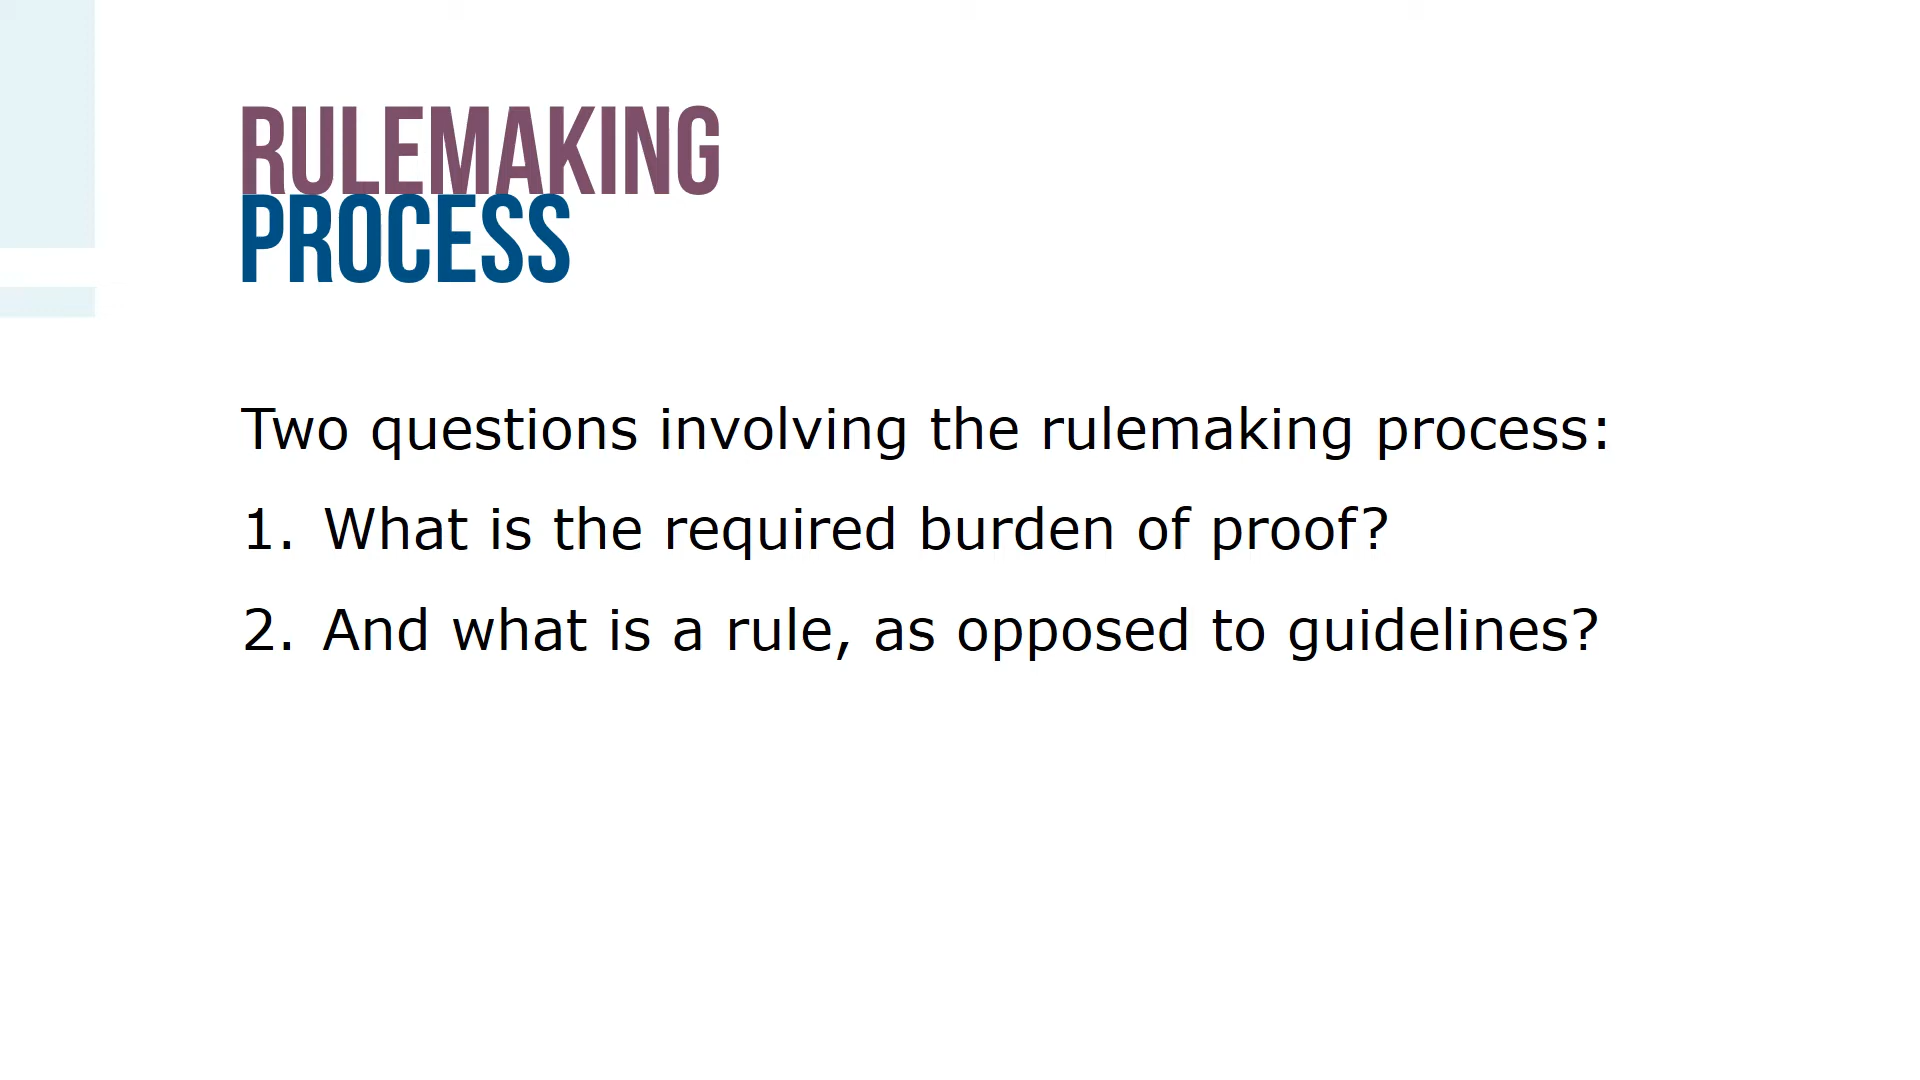 RULEMAKING
PROCESS
Two questions involving the rulemaking process:
1. What is the required burden of proof?
2. And what is a rule, as opposed to guidelines?